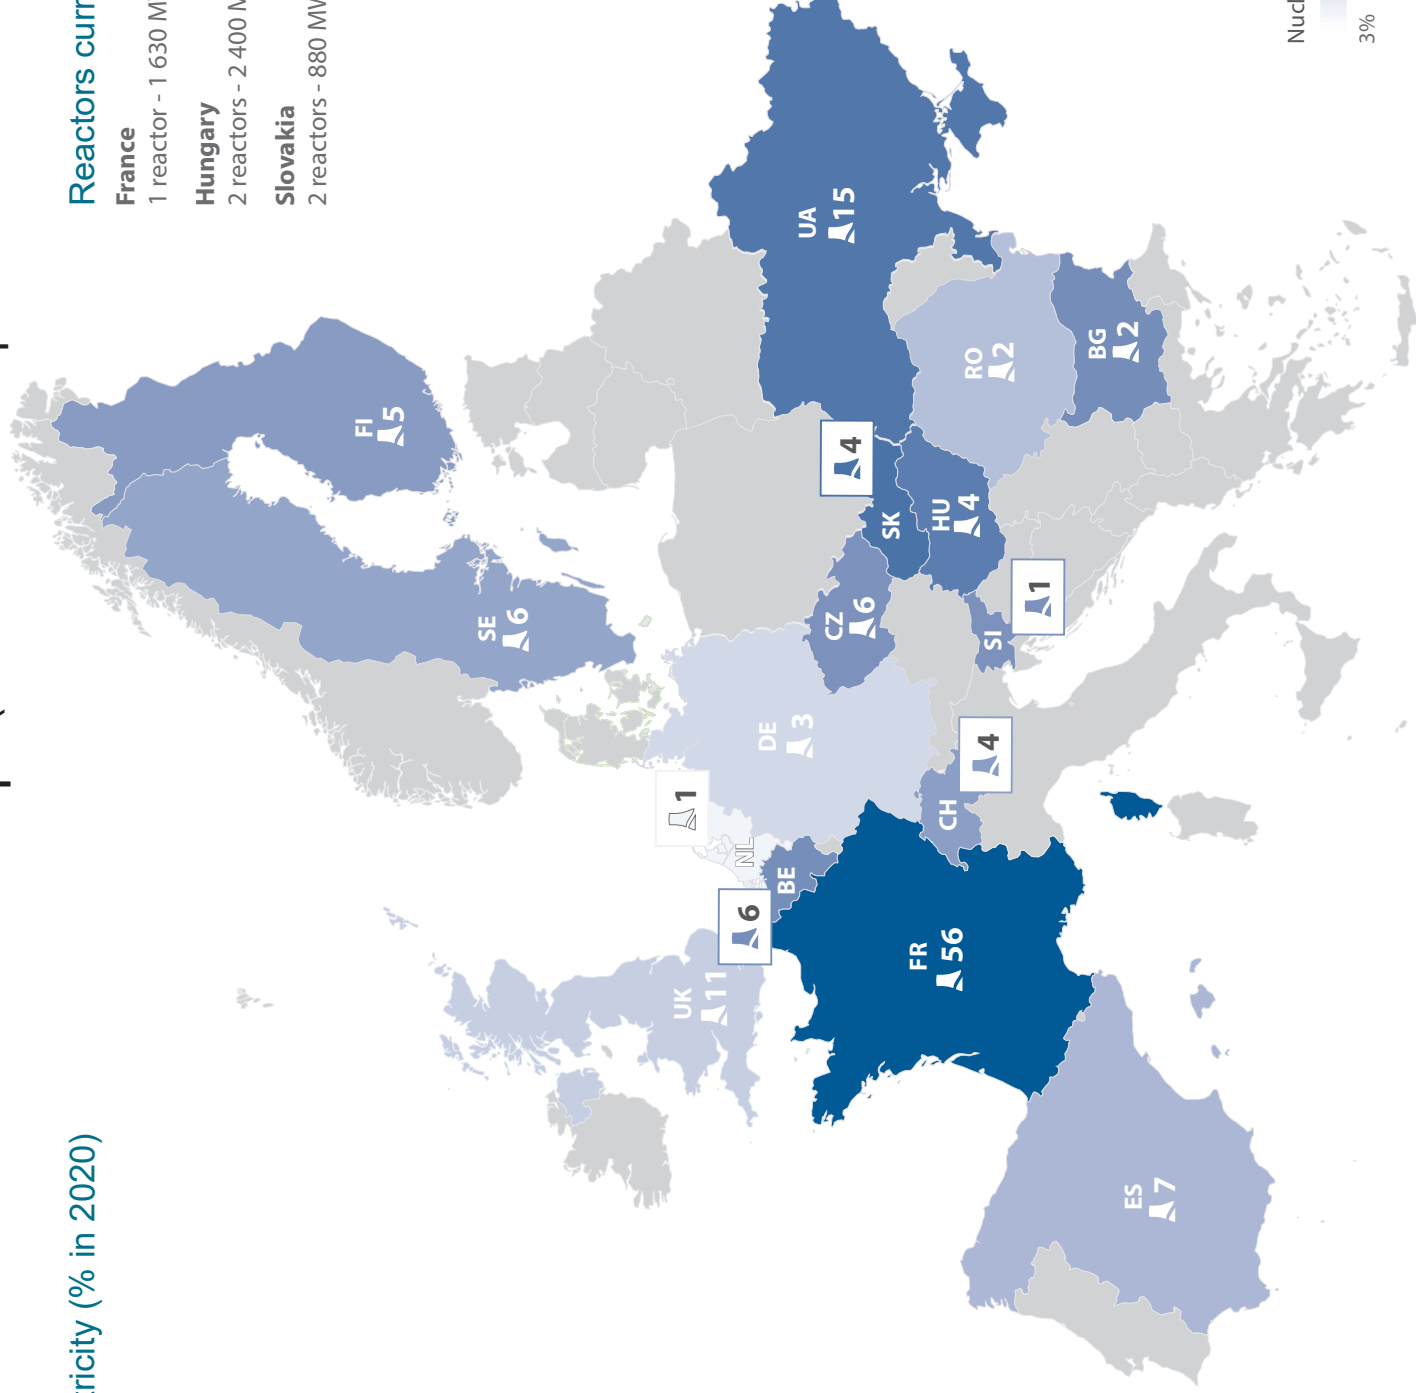 tricity (% in 2020)
Reactors curr
France
1 reactor - 1 630 M
Hungary
2 reactors - 2 400 M
Slovakia
2 reactors - 880 MW
FI
5
SE
6
UA
15
1
NL
DE
3
CZ
6
4
SK
HU
4
RO
2
BG
2
UK
11
6
BE
SI
1
CH
4
FR
56
ES
7
Nucl
3%